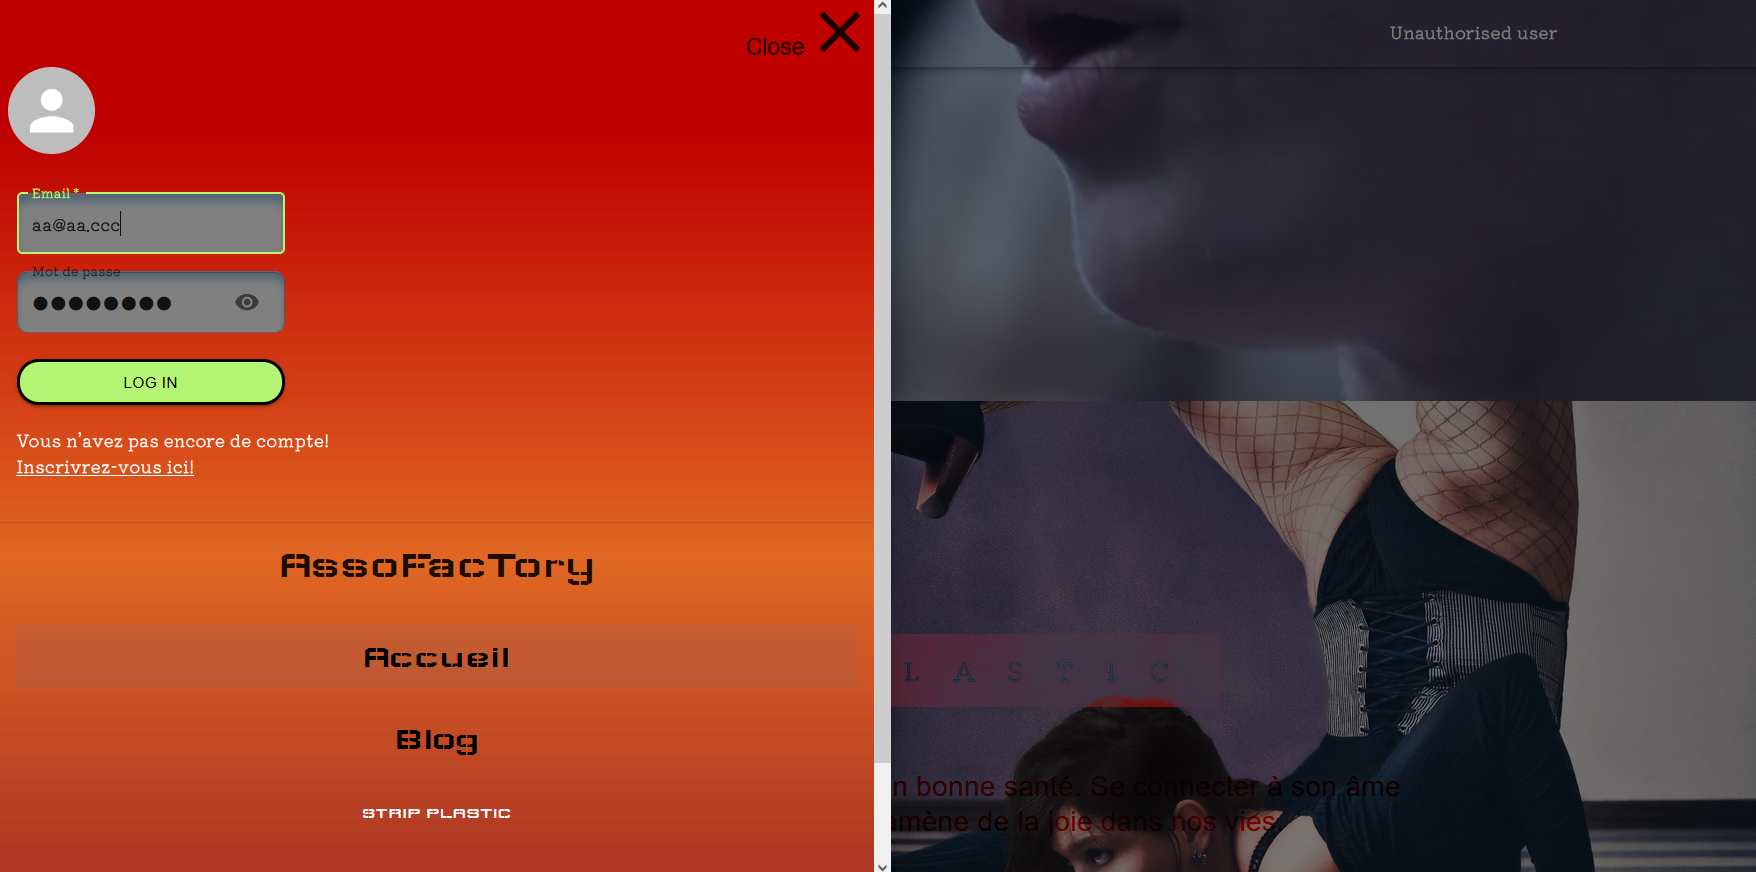 Close
Unauthorised user
Email *
aa@aa.ccc
Mot de passe
LOG IN
Vous n'avez pas encore de compte!
Inscrivrez-vous ici!
AssoFacTory
Accueil
L A S T I C
Blog
n bonne santé. Se connecter à son âme
amène de la joie dans nos vies.
STRIP PLASTIC